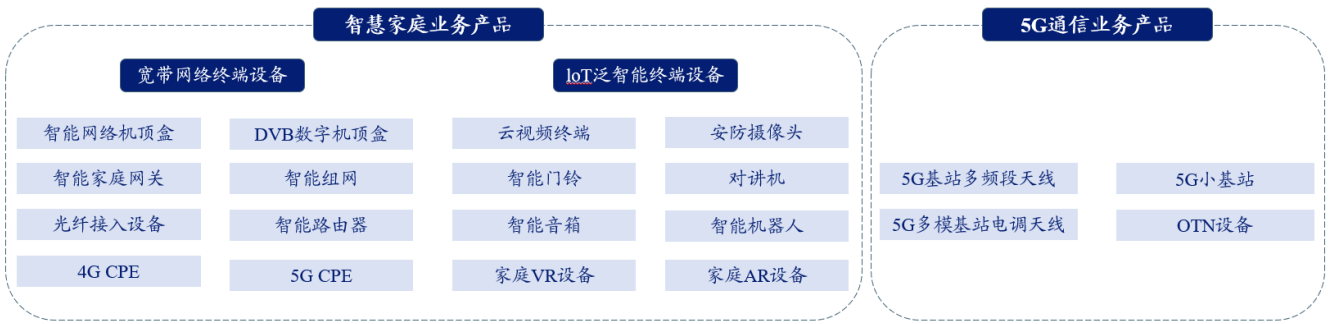 智慧家庭业务产品
5G通信业务产品
宽带网络终端设备
loT泛智能终端设备
智能网络机顶盒
DVB数字机顶盒
云视频终端
安防摄像头
智能家庭网关
智能组网
智能门铃
对讲机
5G基站多频段天线
5G小基站
光纤接入设备
智能路由器
智能音箱
智能机器人
5G多模基站电调天线
OTN设备
4G CPE
5G CPE
家庭VR设备
家庭AR设备